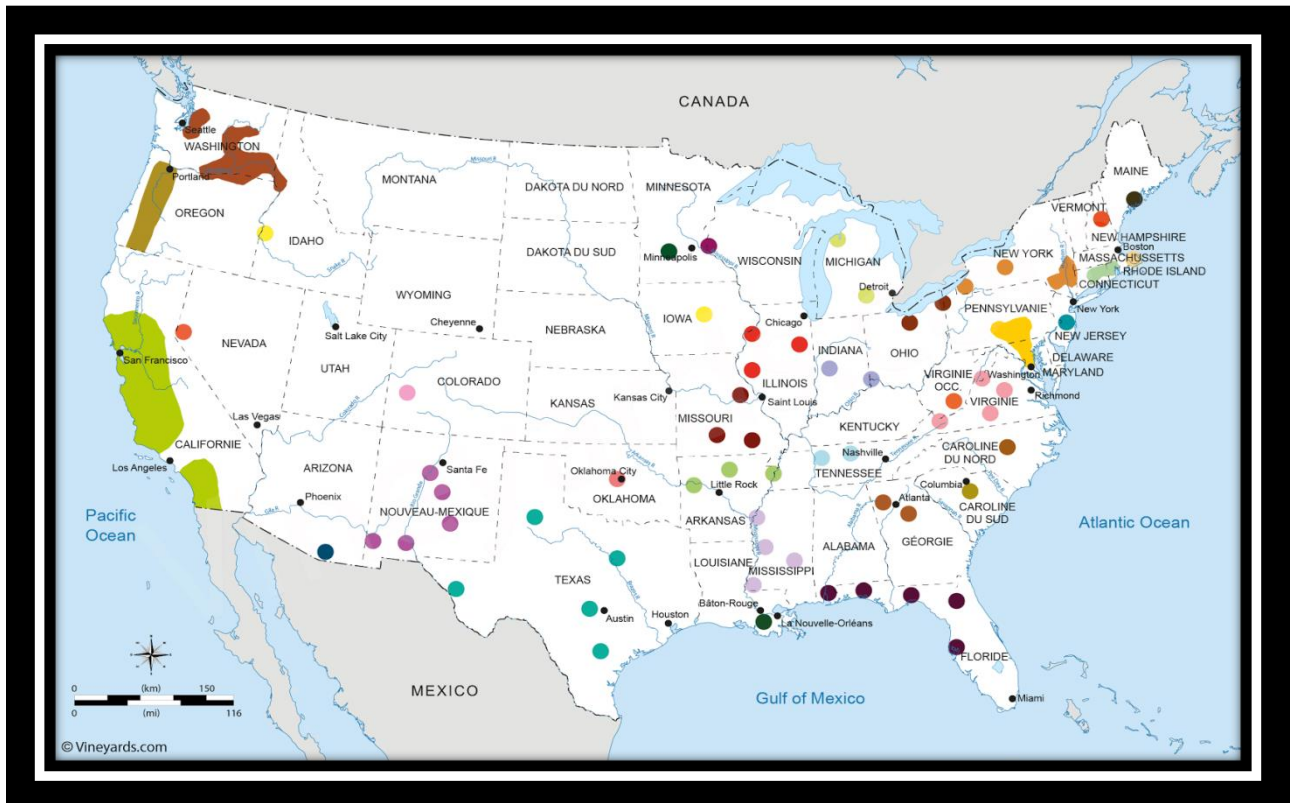 CANADA
Seattle
WASHINGTON
Portland
OREGON
IDAHO
MONTANA
Missouri R
DAKOTA DU NORD
MINNESOTA
DAKOTA DU SUD
Minneapolis
WISCONSIN
MICHIGAN
Detroit
MAINE
VERMONT
NEW HAMPSHIRE
Boston
NEW YORK
MASSACHUSSETTS
RHODE ISLAND
CONNECTICUT
New York
PENNSYLVANIE
NEW JERSEY
WYOMING
Cheyenne
Salt Lake City
NEVADA
San Francisco
UTAH
COLORADO
NEBRASKA
IOWA
Chicago
INDIANA
OHIO
ILLINOIS
DELAWARE
MARYLAND
Washington
VIRGINIE
OCC.
VIRGINIE
Richmond
KANSAS
Kansas City
Saint Louis
MISSOURI
KENTUCKY
Las Vegas
CALIFORNIE
Los Angeles
ARIZONA
Phoenix
Santa Fe
NOUVEAU-MEXIQUE
Oklahoma City
OKLAHOMA
Little Rock
ARKANSAS
Nashville
TENNESSEE
CAROLINE
DU NORD
Columbia
CAROLINE
DU SUD
Atlanta
GÉORGIE
ALABAMA
MISSISSIPPI
LOUISIANE
TEXAS
Austin
Houston
Bâton-Rouge
La Nouvelle-Orléans
FLORIDE
Miami
Pacific
Ocean
Atlantic Ocean
MEXICO
Gulf of Mexico
0 (km) 150
0 (mi) 116
© Vineyards.com